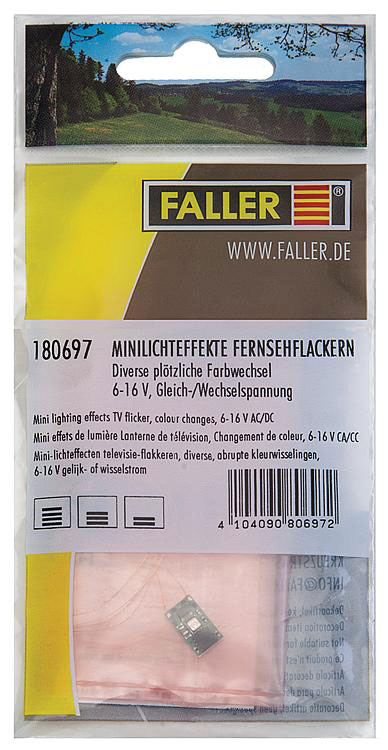 FALLER ®
WWW.FALLER.DE
180697 MINILICHTEFFEKTE FERNSEHFLACKERN
Diverse plötzliche Farbwechsel
6-16 V, Gleich-/Wechselspannung
Mini lighting effects TV flicker, colour changes, 6-16 V AC/DC
Mini effets de lumière Lanterne de télévision, Changement de couleur, 6-16 V CA/CC
Mini-lichteffecten televisie-flakkeren, diverse, abrupte kleurwisselingen,
6-16 V gelijk- of wisselstrom
4 104090 806972